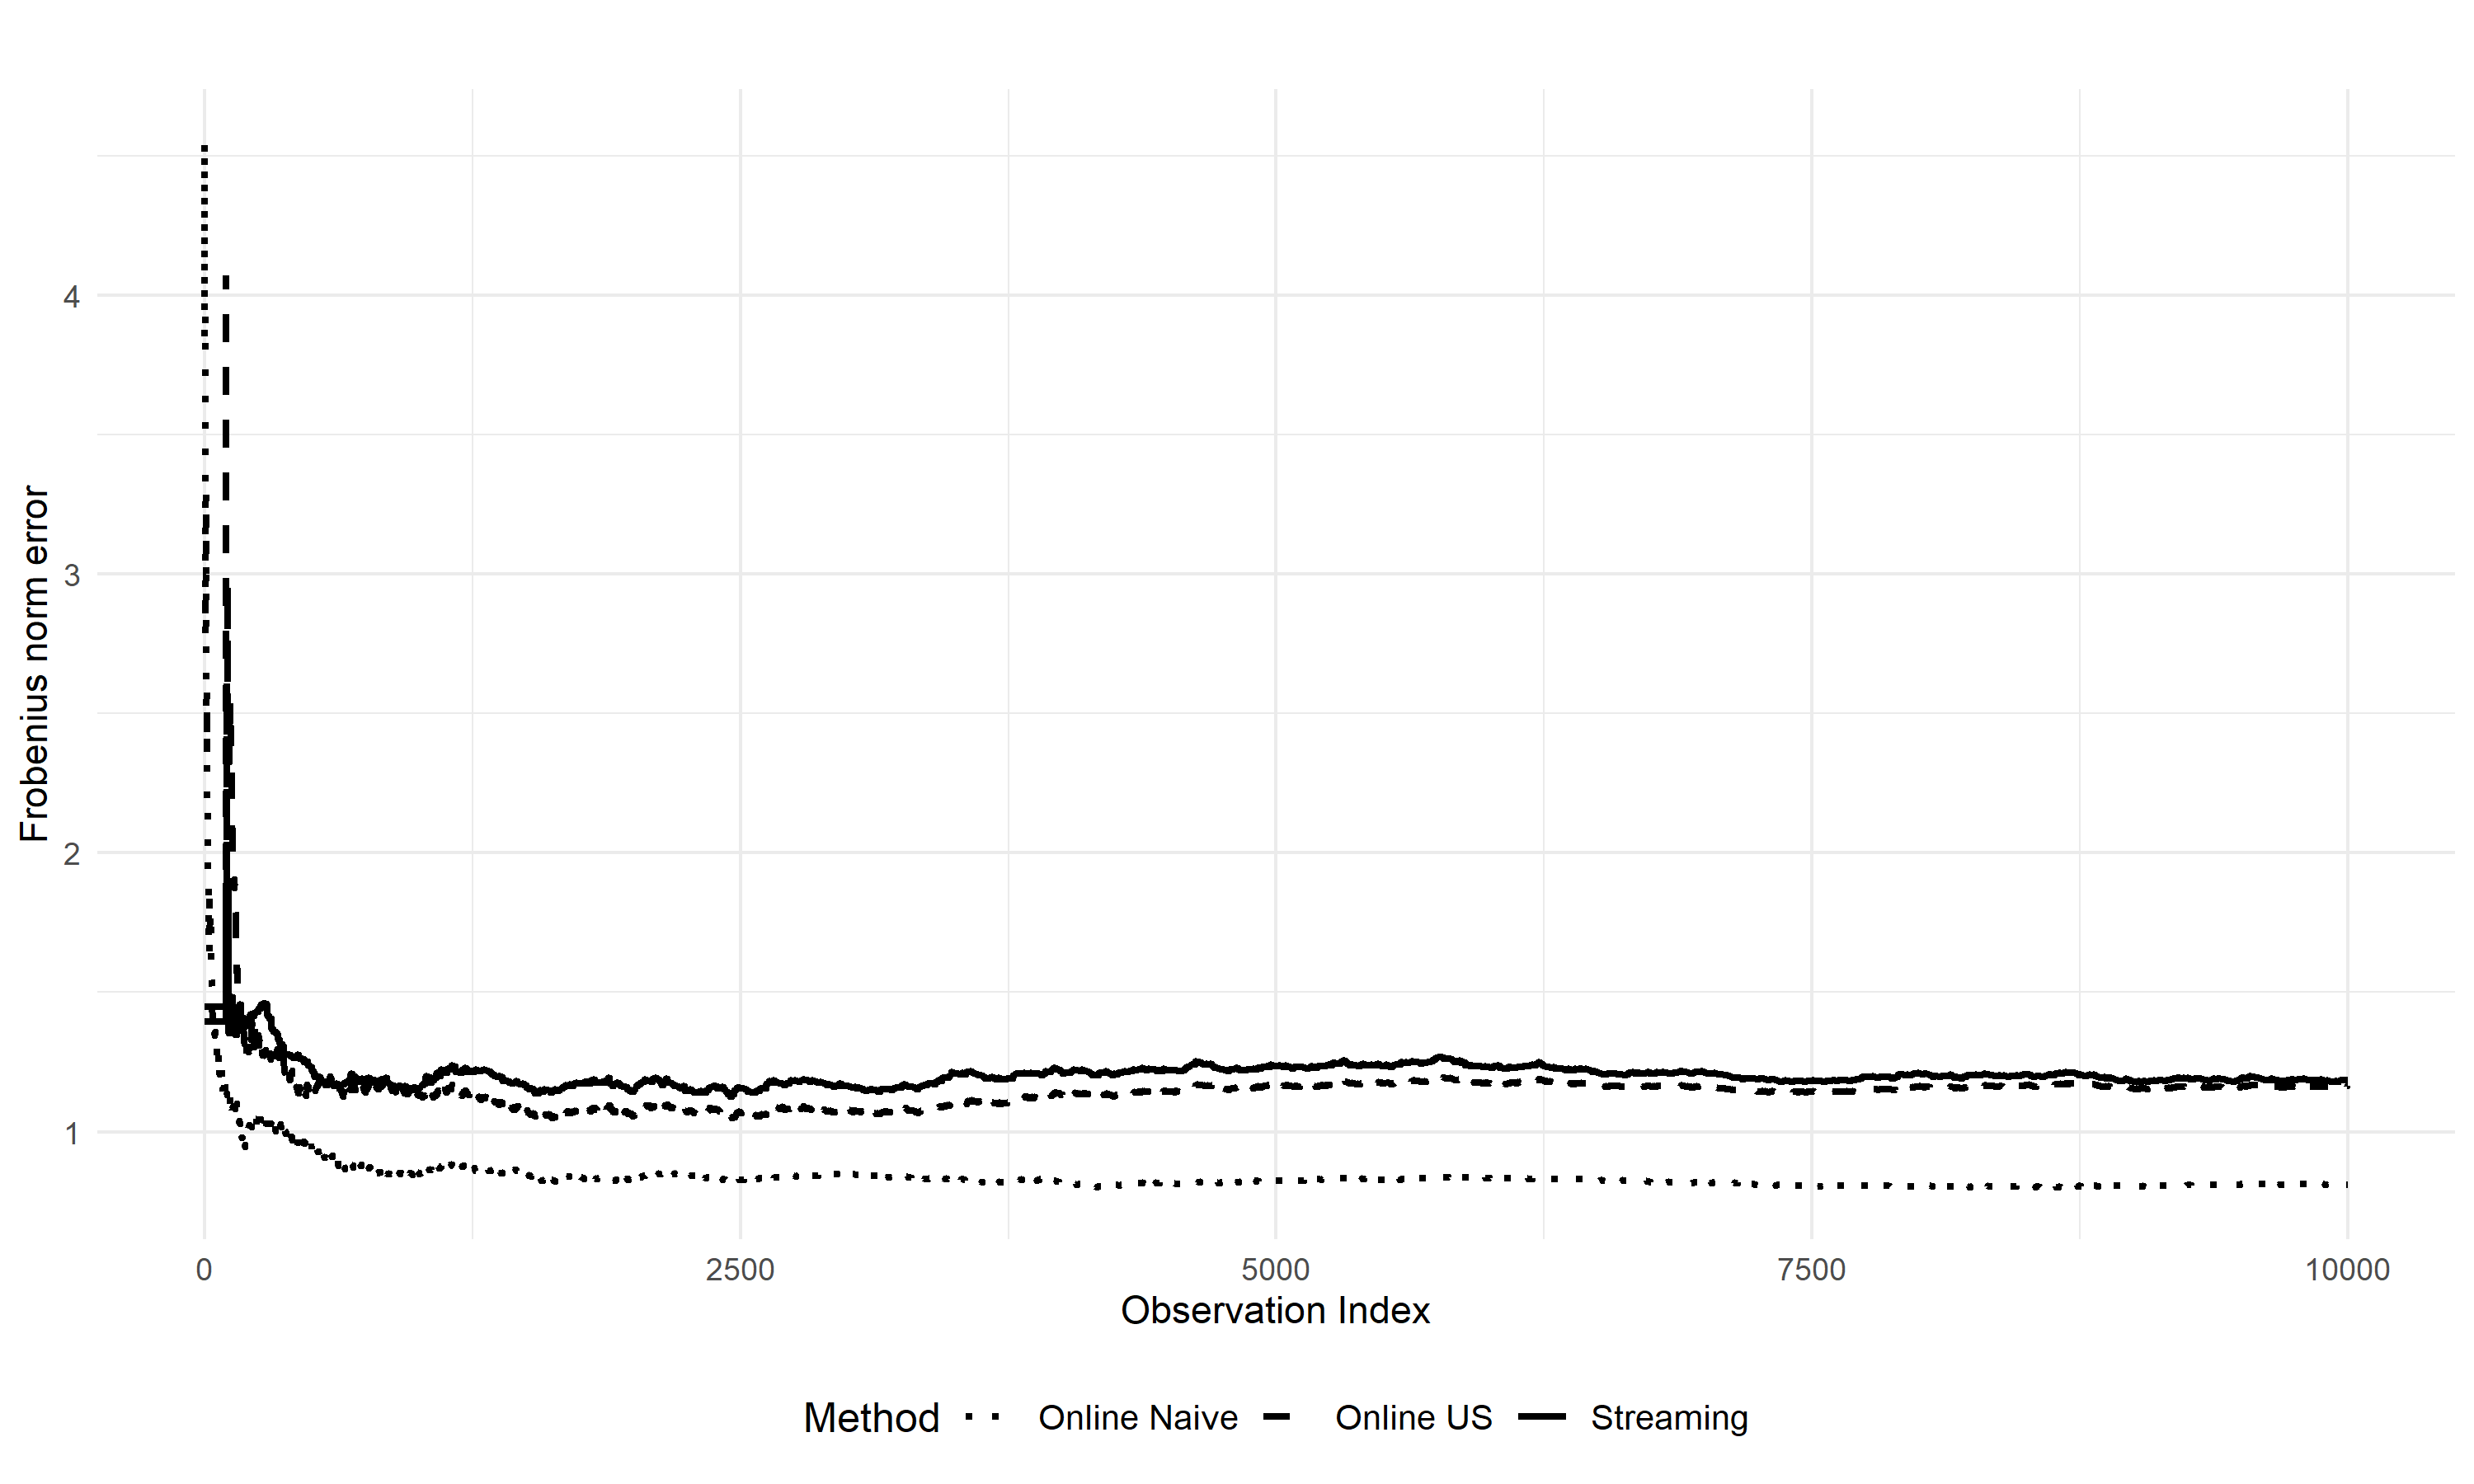 Frobenius norm error
4
3
2
1
0 2500 5000 7500 10000
Observation Index
Method Online Naive Online US Streaming